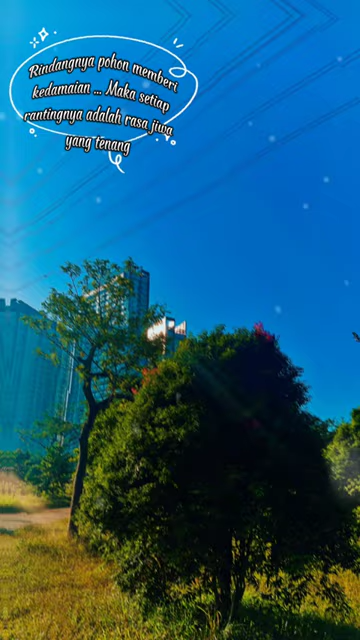 Rindangnya pohon memberi
kedamaian ... Maka setiap
rantingnya adalah rasa jiwa
yang tenang